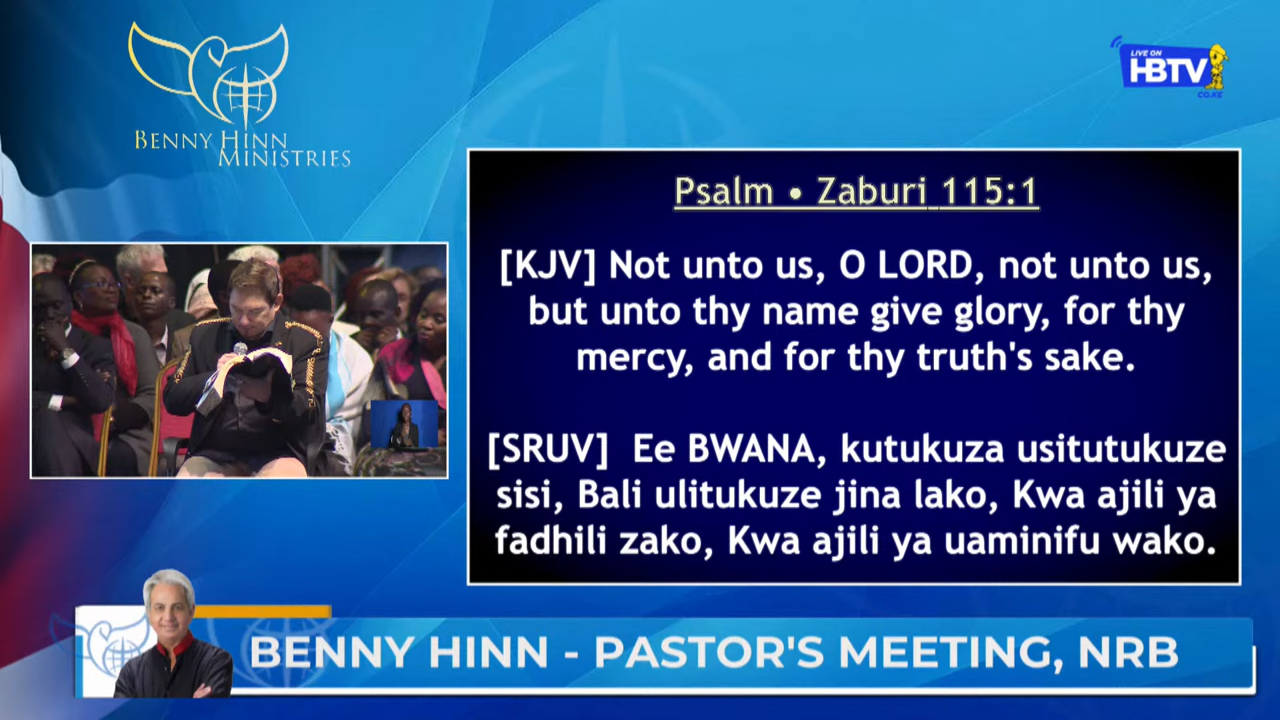 BENNY HINN
MINISTRIES
LIVE ON
HBTV
CO.KE
Psalm • Zaburi 115:1
[KJV] Not unto us, O LORD, not unto us,
but unto thy name give glory, for thy
mercy, and for thy truth's sake.
[SRUV] Ee BWANA, kutukuza usitutukuze
sisi, Bali ulitukuze jina lako, Kwa ajili ya
fadhili zako, Kwa ajili ya uaminifu wako.
BENNY HINN - PASTOR'S MEETING, NRB